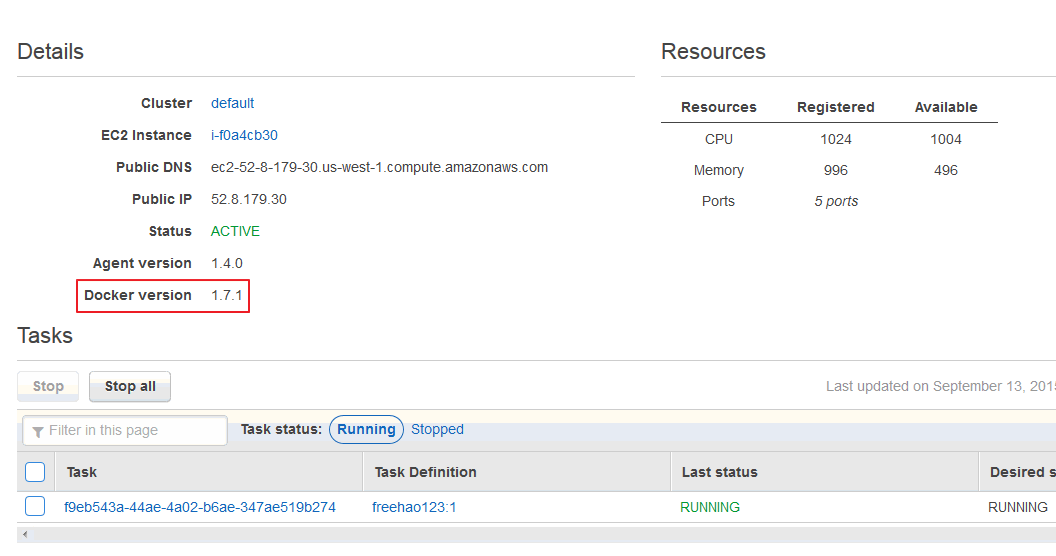 Details
Cluster default
EC2 Instance i-f0a4cb30
Public DNS ec2-52-8-179-30.us-west-1.compute.amazonaws.com
Public IP 52.8.179.30
Status ACTIVE
Agent version 1.4.0
Docker version 1.7.1
Resources
Resources Registered Available
CPU 1024 1004
Memory 996 496
Ports 5 ports
Tasks
Stop Stop all Last updated on September 13, 201
Filter in this page Task status: Running Stopped
Task Task Definition Last status Desired s
f9eb543a-44ae-4a02-b6ae-347ae519b274 freehao123:1 RUNNING RUNNING